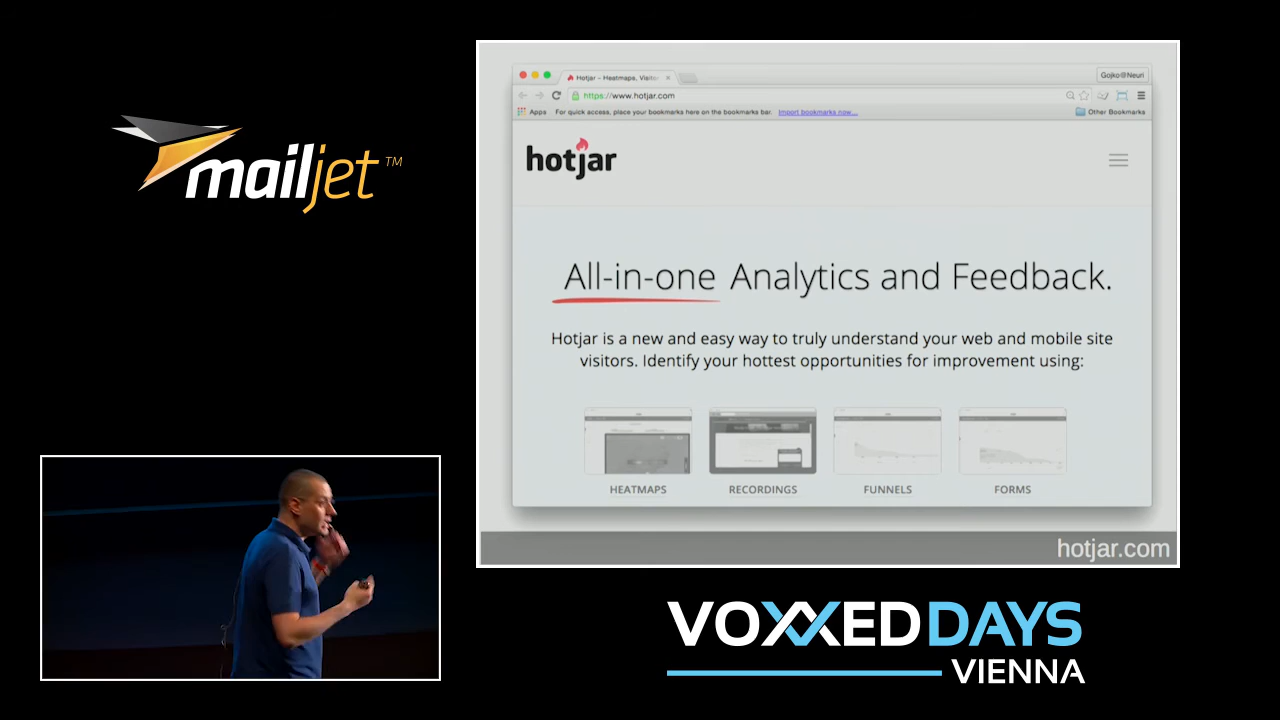 mailjet™
Hotjar – Heatmaps, Visito
Gojko@Neuri
https://www.hotjar.com
Apps For quick access, place your bookmarks here on the bookmarks bar. Import bookmarks now... Other Bookmarks
hotjar
All-in-one Analytics and Feedback.
Hotjar is a new and easy way to truly understand your web and mobile site
visitors. Identify your hottest opportunities for improvement using:
HEATMAPS RECORDINGS FUNNELS FORMS
hotjar.com
VOXXED DAYS
VIENNA